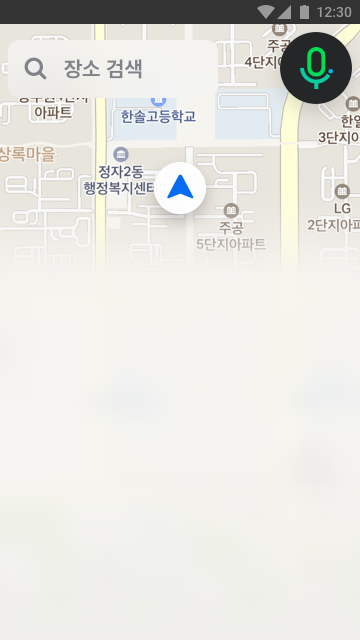 12:30
장소 검색
주공
4단지
아파트
한솔고등학교
한일
3단지아
상록마을
정자2동
행정복지센터
LG
2단지아파
주공
5단지아파트